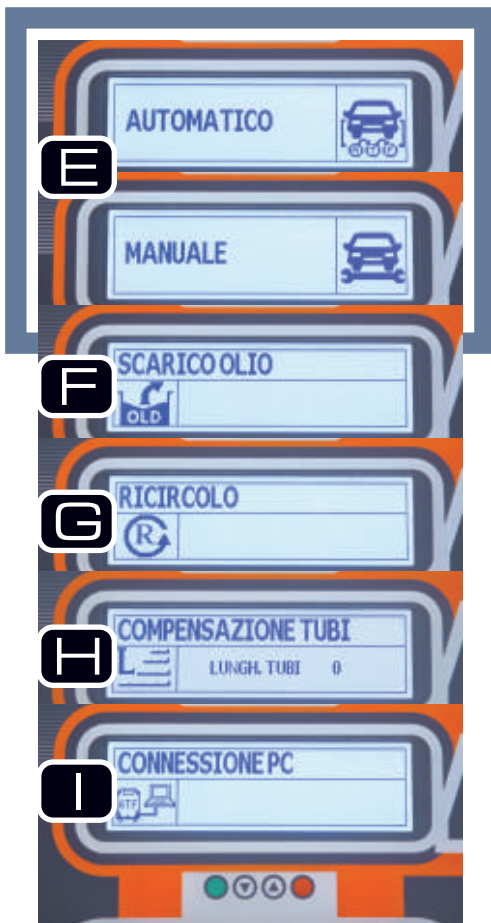 AUTOMATICO
E
MANUALE
F
SCARICO OLIO
OLD
G
RICIRCOLO
R
H
COMPENSAZIONE TUBI
L
LUNGH. TUBI 0
I
CONNESSIONE PC
ATF